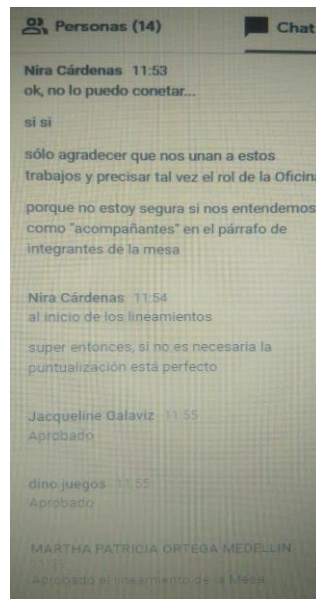 Personas (14)
Chat
Nira Cárdenas 11:53
ok, no lo puedo conetar...
si si
sólo agradecer que nos unan a estos
trabajos y precisar tal vez el rol de la Oficina
porque no estoy segura si nos entendemos
como "acompañantes" en el párrafo de
integrantes de la mesa
Nira Cárdenas 11:54
al inicio de los lineamientos
super entonces, si no es necesaria la
puntualización está perfecto
Jacqueline Galaviz 11:55
Aprobado
dino juegos 11:55
Aprobado
MARTHA PATRICIA ORTEGA MEDELLIN
Aprobado el lineamiento de la Mesa